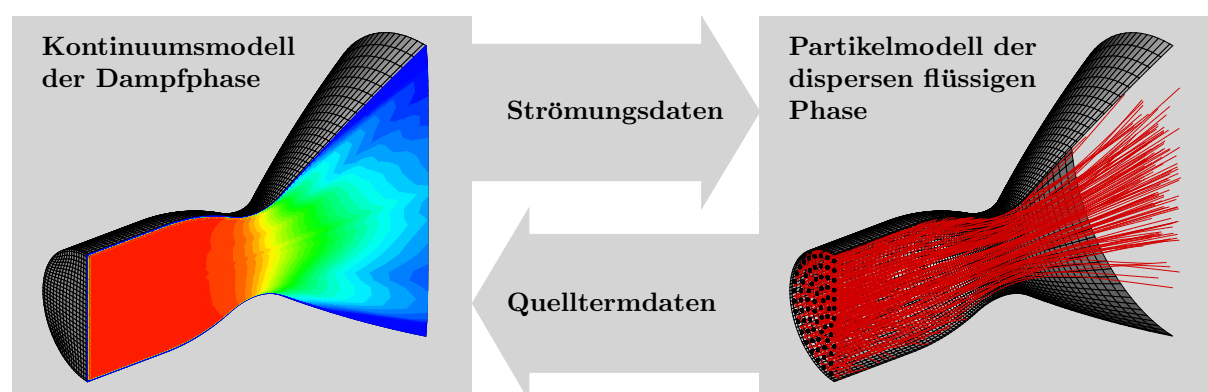 Kontinuumsmodell
der Dampfphase
Strömungsdaten
Quelltermdaten
Partikelmodell der
dispersen flüssigen
Phase